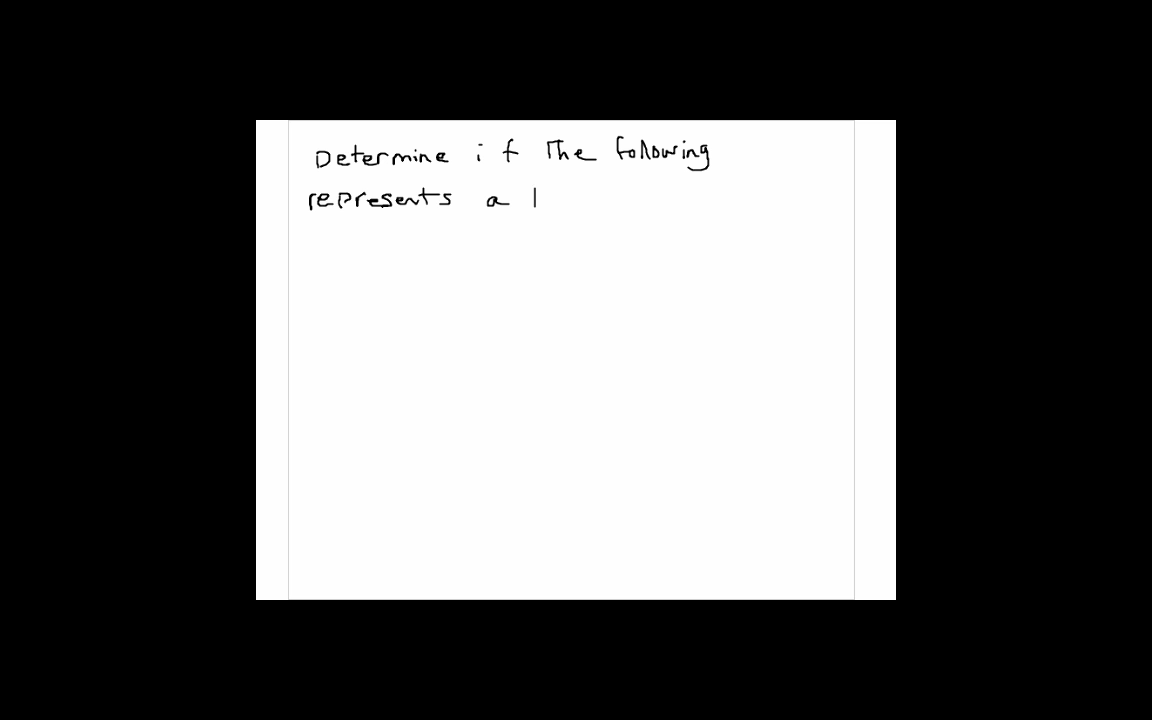 Determine if The following
represents a l